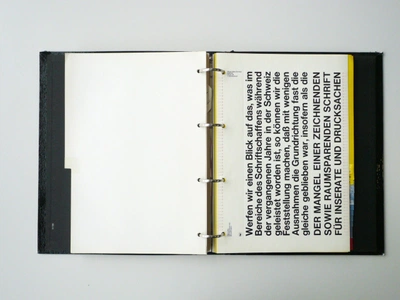 Werfen wir einen Blick auf das, was im
Bereiche des Schriftschaffens während
der vergangenen Jahre in der Schweiz
geleistet worden ist, so können wir die
Feststellung machen, daß mit wenigen
Ausnahmen die Grundrichtung fast die
gleiche geblieben war, insofern als die
DER MANGEL EINER ZEICHNENDEN
SOWIE RAUMSPARENDEN SCHRIFT
FÜR INSERATE UND DRUCKSACHEN